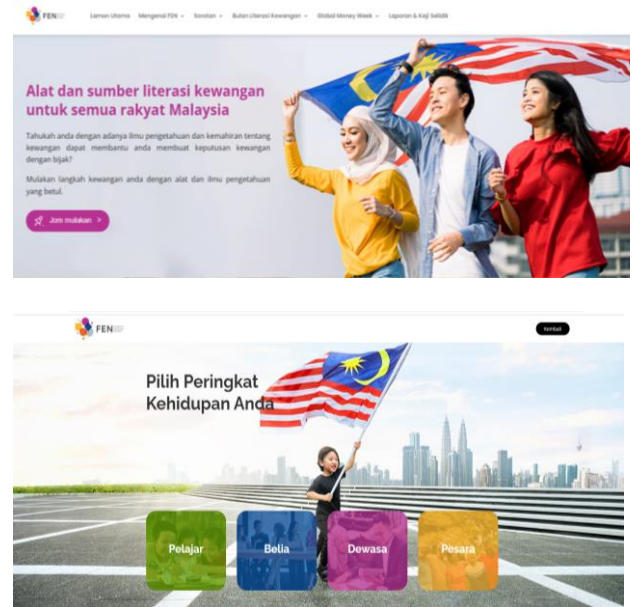 FEN
Laman Utama Mengenai FEN Sorotan Bulan Literasi Kewangan Global Money Week Laporan & Kaji Selidik
Alat dan sumber literasi kewangan
untuk semua rakyat Malaysia
Tahukah anda dengan adanya ilmu pengetahuan dan kemahiran tentang
kewangan dapat membantu anda membuat keputusan kewangan
dengan bijak?
Mulakan langkah kewangan anda dengan alat dan ilmu pengetahuan
yang betul.
Jom mulakan >
FEN
Kembali
Pilih Peringkat
Kehidupan Anda
Pelajar Belia Dewasa Pesara